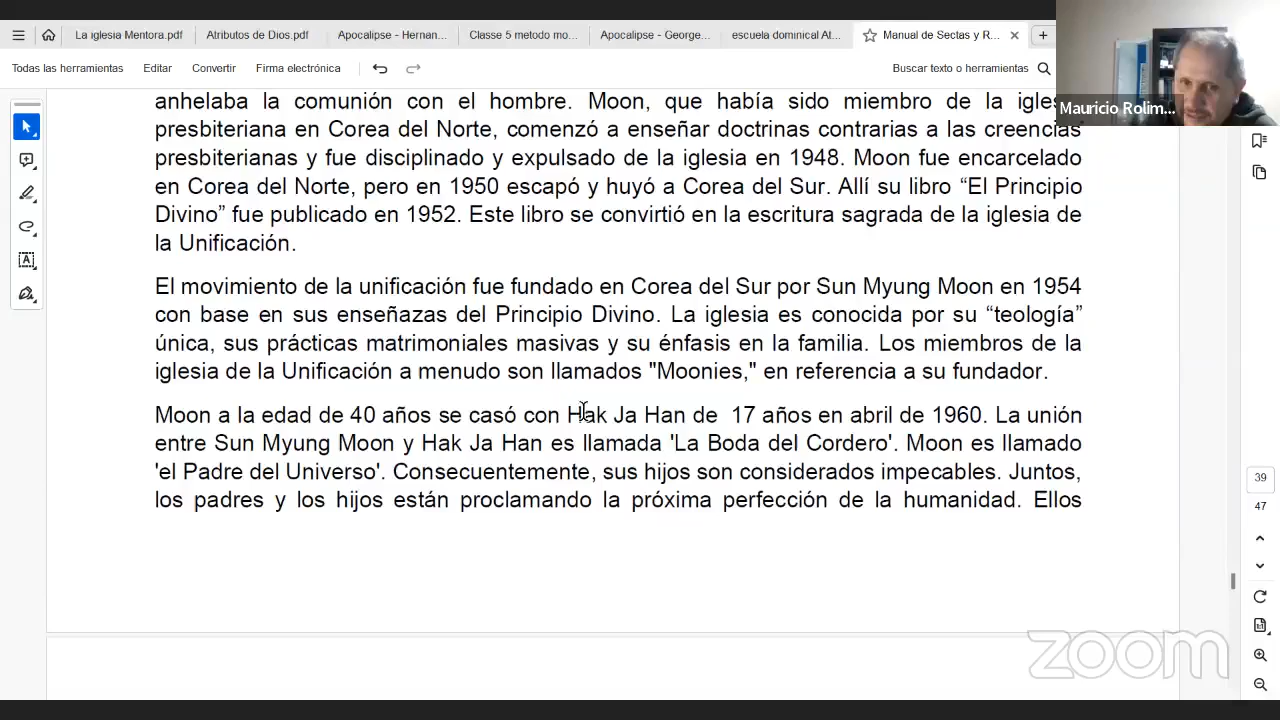 La iglesia Mentora.pdf
Atributos de Dios.pdf
Apocalipse - Hernan...
Classe 5 metodo mo...
Apocalipse - George...
escuela dominical Al...
Manual de Sectas y R...
Todas las herramientas
Editar
Convertir
Firma electrónica
Buscar texto o herramientas
Mauricio Rolim...
anhelaba la comunión con el hombre. Moon, que había sido miembro de la igles
presbiteriana en Corea del Norte, comenzó a enseñar doctrinas contrarias a las creencias
presbiterianas y fue disciplinado y expulsado de la iglesia en 1948. Moon fue encarcelado
en Corea del Norte, pero en 1950 escapó y huyó a Corea del Sur. Allí su libro “El Principio
Divino” fue publicado en 1952. Este libro se convirtió en la escritura sagrada de la iglesia de
la Unificación.
El movimiento de la unificación fue fundado en Corea del Sur por Sun Myung Moon en 1954
con base en sus enseñazas del Principio Divino. La iglesia es conocida por su “teología”
única, sus prácticas matrimoniales masivas y su énfasis en la familia. Los miembros de la
iglesia de la Unificación a menudo son llamados "Moonies," en referencia a su fundador.
Moon a la edad de 40 años se casó con Hak Ja Han de 17 años en abril de 1960. La unión
entre Sun Myung Moon y Hak Ja Han es llamada 'La Boda del Cordero'. Moon es llamado
'el Padre del Universo'. Consecuentemente, sus hijos son considerados impecables. Juntos,
los padres y los hijos están proclamando la próxima perfección de la humanidad. Ellos
39
47
zoom